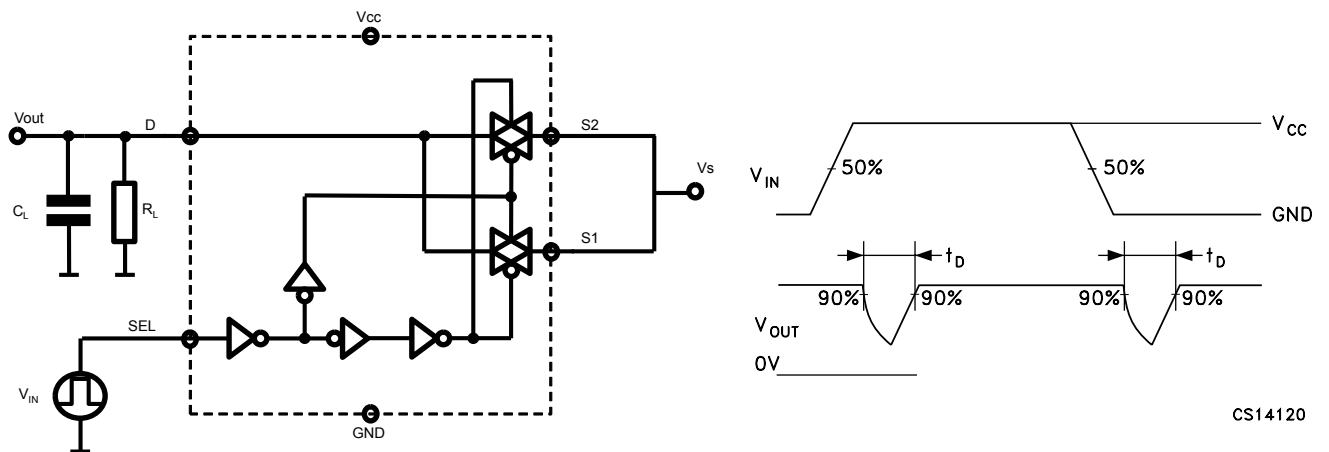 Vcc
Vout
D
S2
Vs
CL
RL
S1
SEL
VIN
GND
VCC
VIN
50%
50%
GND
tD
tD
90%
90%
90%
90%
VOUT
0V
CS14120